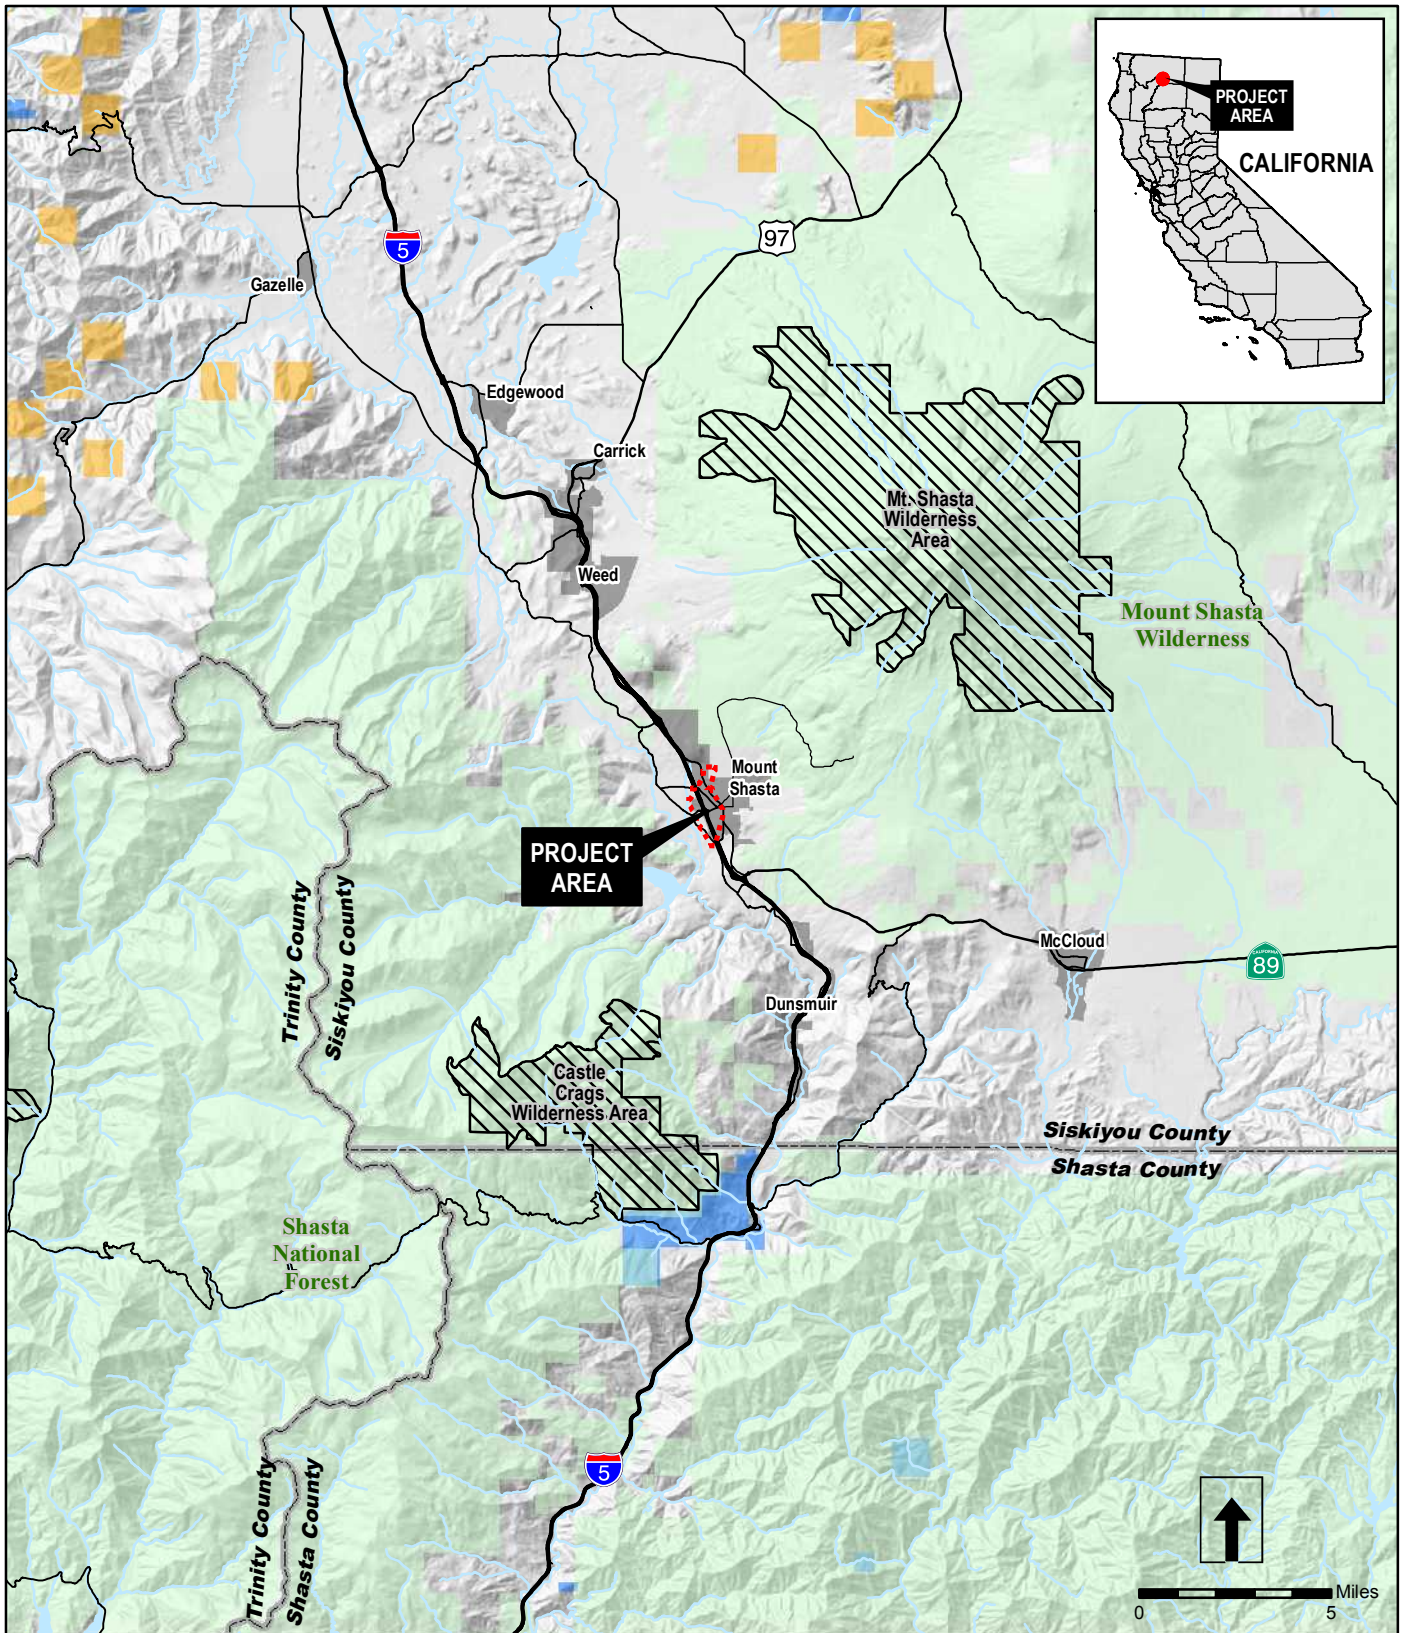 PROJECT
AREA
CALIFORNIA
97
5
Gazelle
Edgewood
Carrick
Mt. Shasta
Wilderness
Area
Weed
Mount Shasta
Wilderness
Mount
Shasta
PROJECT
AREA
Trinity County
Siskiyou County
McCloud
CALIFORNIA
89
Dunsmuir
Castle
Crags
Wilderness Area
Siskiyou County
Shasta County
Shasta
National
Forest
5
Trinity County
Shasta County
Miles
0
5